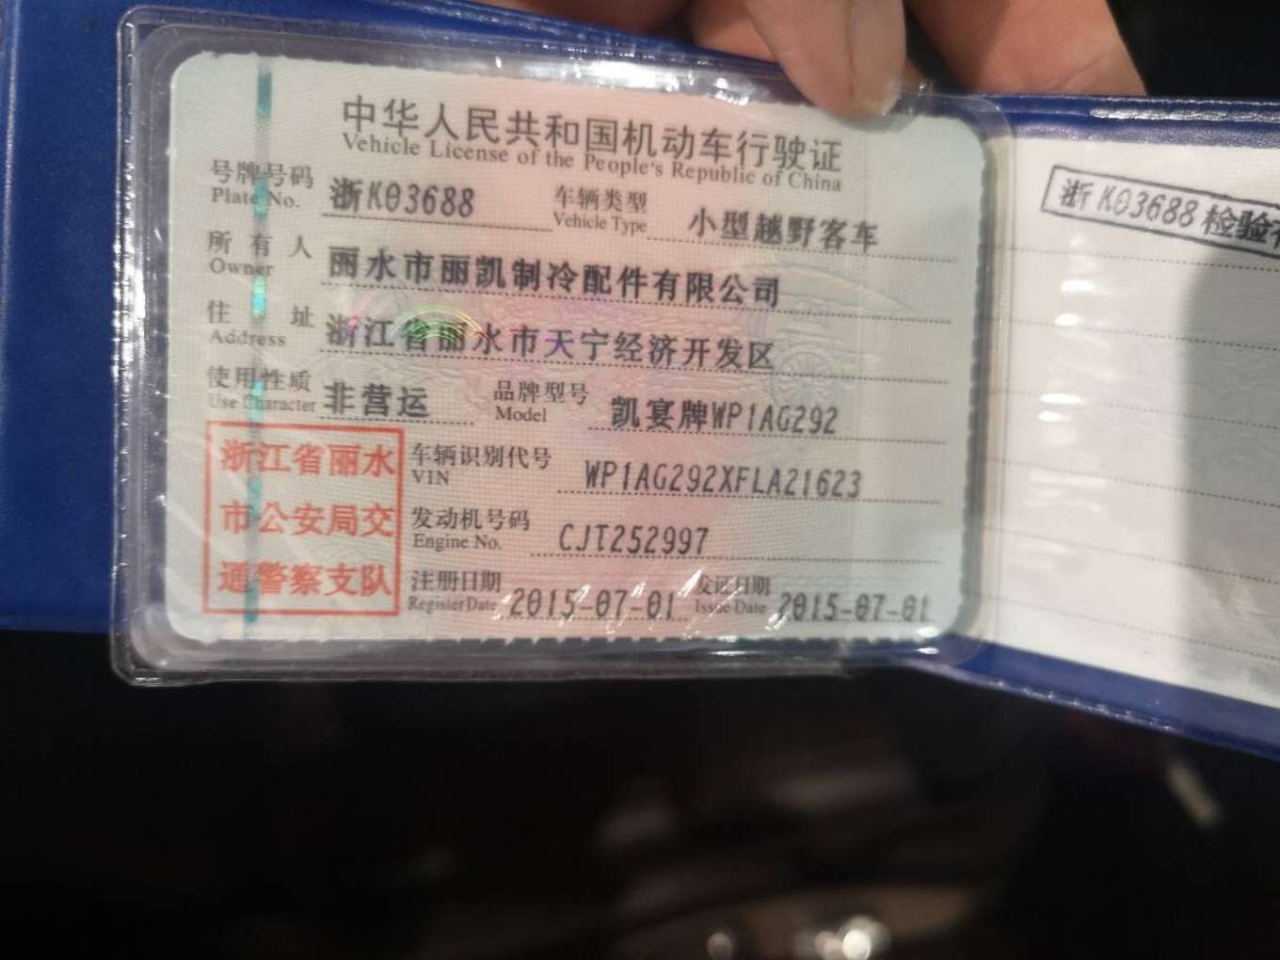 中华人民共和国机动车行驶证
Vehicle License of the People's Republic of China
号牌号码 浙K03688 车辆类型 小型越野客车
Plate No. Vehicle Type
所有人 丽水市丽凯制冷配件有限公司
Owner
住址 浙江省丽水市天宁经济开发区
Address
使用性质 非营运 品牌型号 凯宴牌WP1AG292
Use Character Model
车辆识别代号 WP1AG292XFLA21623
VIN
发动机号码 CJT252997
Engine No.
注册日期 2015-07-01 发证日期 2015-07-01
Register Date Issue Date
浙江省丽水
市公安局交
通警察支队
浙K03688 检验